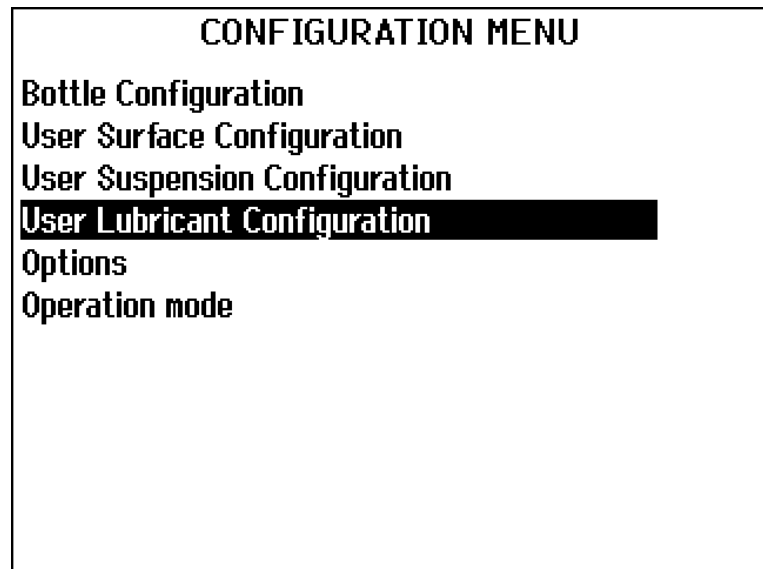 CONFIGURATION MENU
Bottle Configuration
User Surface Configuration
User Suspension Configuration
User Lubricant Configuration
Options
Operation mode